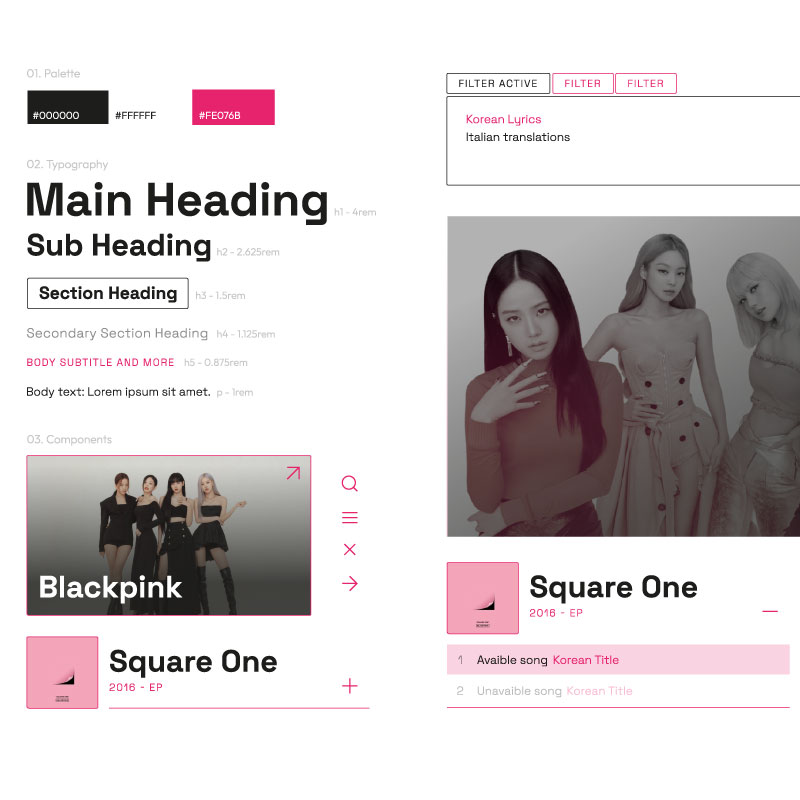 01. Palette
#000000
#FFFFFF
#FE076B
02. Typography
Main Heading h1 - 4rem
Sub Heading h2 - 2.625rem
Section Heading h3 - 1.5rem
Secondary Section Heading h4 - 1.125rem
BODY SUBTITLE AND MORE h5 - 0.875rem
Body text: Lorem ipsum sit amet. p - 1rem
03. Components
Blackpink
Square One
2016 - EP
FILTER ACTIVE
FILTER
FILTER
Korean Lyrics
Italian translations
Square One
2016 - EP
1 Avaible song Korean Title
2 Unavaible song Korean Title